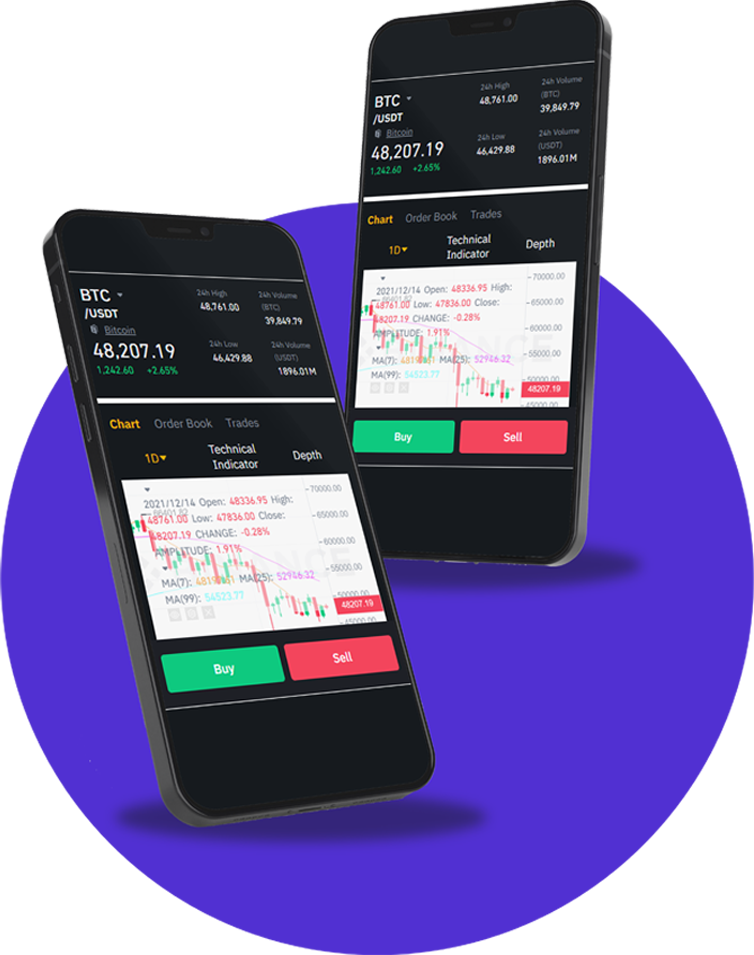 BTC
/USDT
Bitcoin
48,207.19
1,242.60 +2.65%
24h High
48,761.00
24h Low
46,429.88
24h Volume
(BTC)
39,849.79
24h Volume
(USDT)
1896.01M
Chart Order Book Trades
1D Technical Indicator Depth
2021/12/14 Open: 48336.95 High:
48761.00 Low: 47836.00 Close:
48207.19 CHANGE: -0.28%
AMPLITUDE: 1.91%
MA(7): MA(25): 52946.32
MA(99): 54523.77
70000.00
65000.00
60000.00
55000.00
50000.00
48207.19
45000.00
Buy Sell
BTC
/USDT
Bitcoin
48,207.19
1,242.60 +2.65%
24h High
48,761.00
24h Low
46,429.88
24h Volume
(BTC)
39,849.79
24h Volume
(USDT)
1896.01M
Chart Order Book Trades
1D Technical Indicator Depth
2021/12/14 Open: 48336.95 High:
48761.00 Low: 47836.00 Close:
48207.19 CHANGE: -0.28%
AMPLITUDE: 1.91%
MA(7): MA(25): 52946.32
MA(99): 54523.77
70000.00
65000.00
60000.00
55000.00
50000.00
48207.19
45000.00
Buy Sell